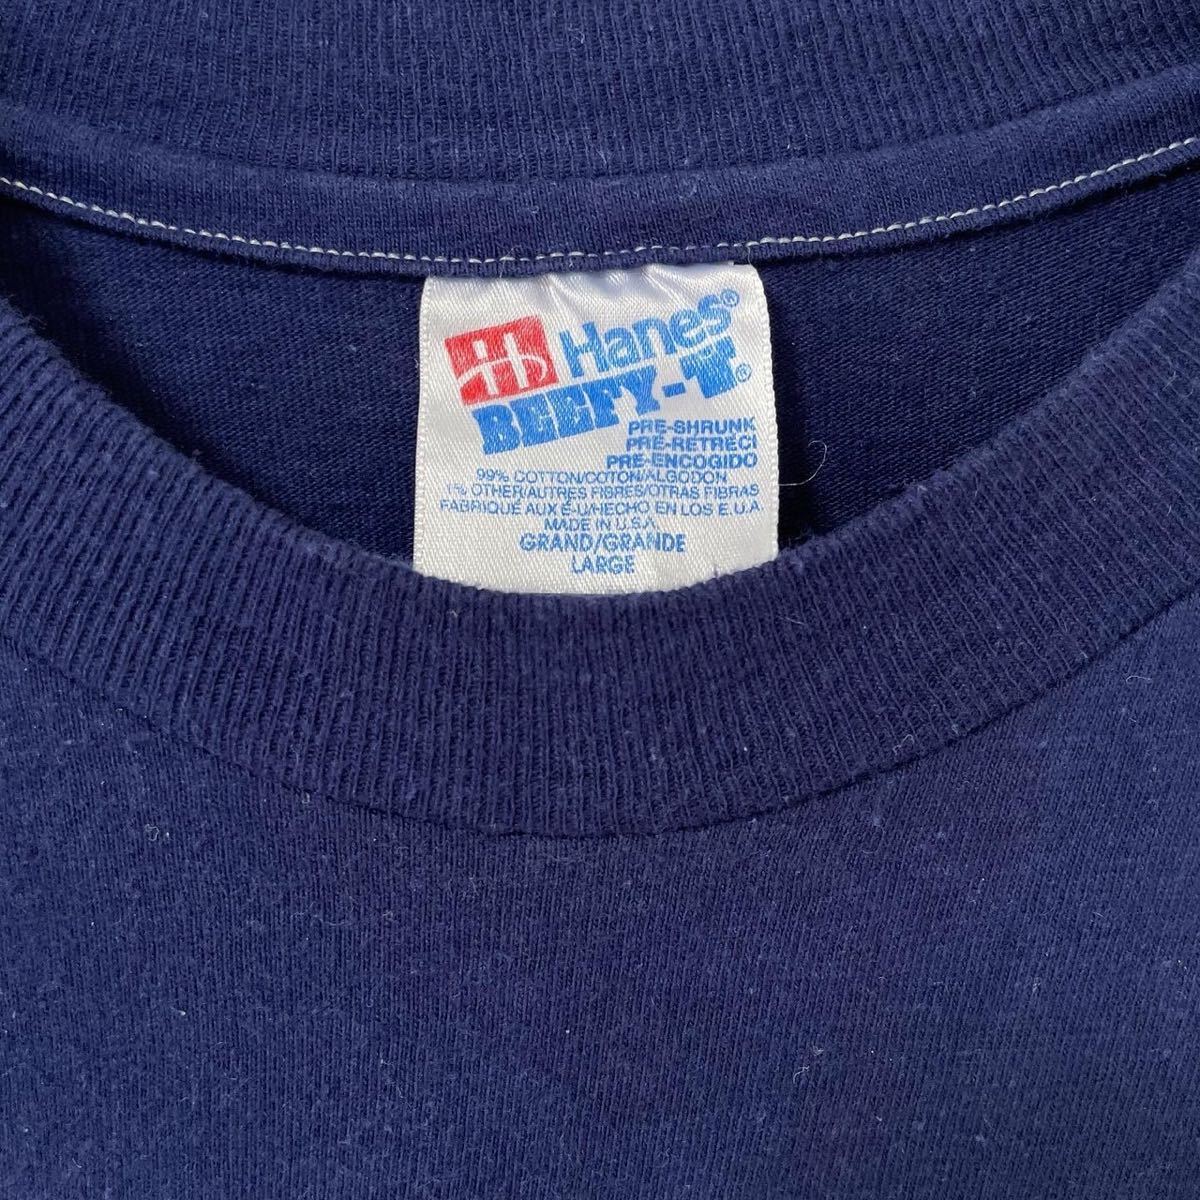 H Hanes®
BEEFY-T®
PRE-SHRUNK
PRÉ-RETRÉCI
PRE-ENCOGIDO
99% COTTON/COTON/ALGODON
1% OTHER/AUTRES FIBRES/OTRAS FIBRAS
FABRIQUÉ AUX É-U/HECHO EN LOS E.U.A.
MADE IN U.S.A.
GRAND/GRANDE
LARGE